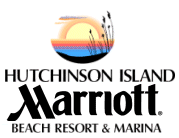 HUTCHINSON ISLAND
Marriott®
BEACH RESORT & MARINA